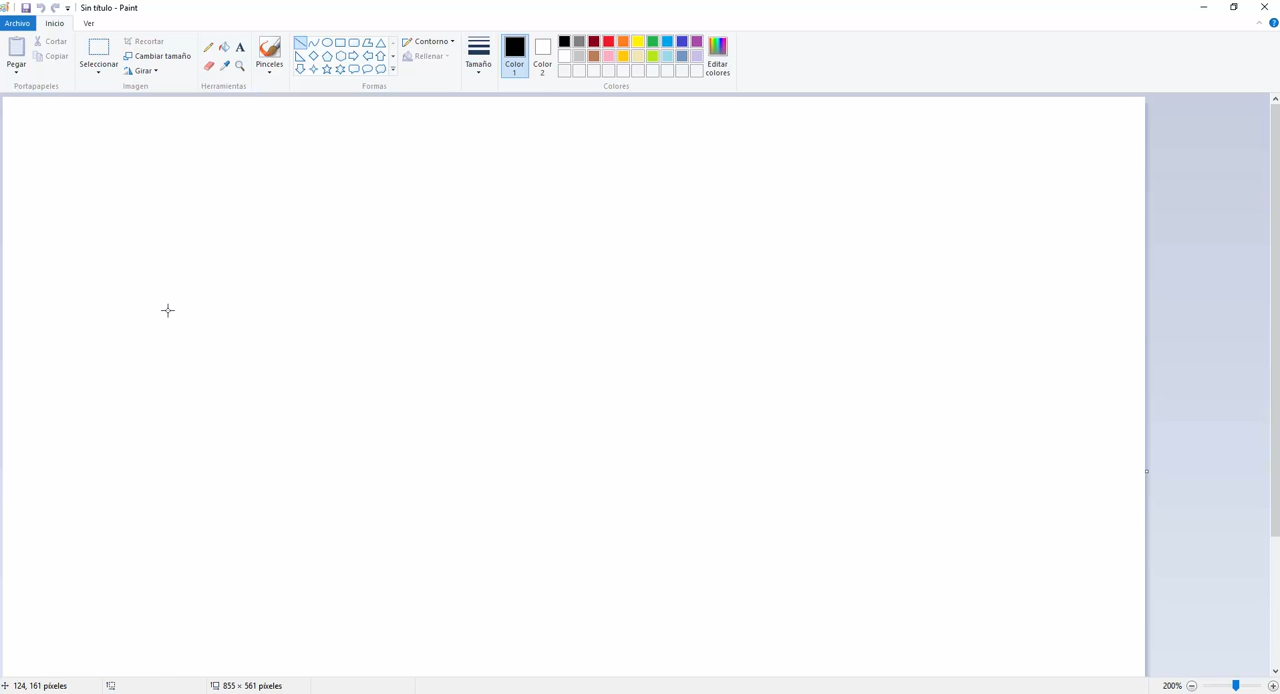 Sin título - Paint
Archivo Inicio Ver
Pegar
Cortar
Copiar
Portapapeles
Seleccionar
Recortar
Cambiar tamaño
Girar
Imagen
A
Herramientas
Pinceles
Contorno
Rellenar
Formas
Tamaño
Color 1
Color 2
Editar colores
Colores
124, 161 píxeles
855 × 561 píxeles
200%